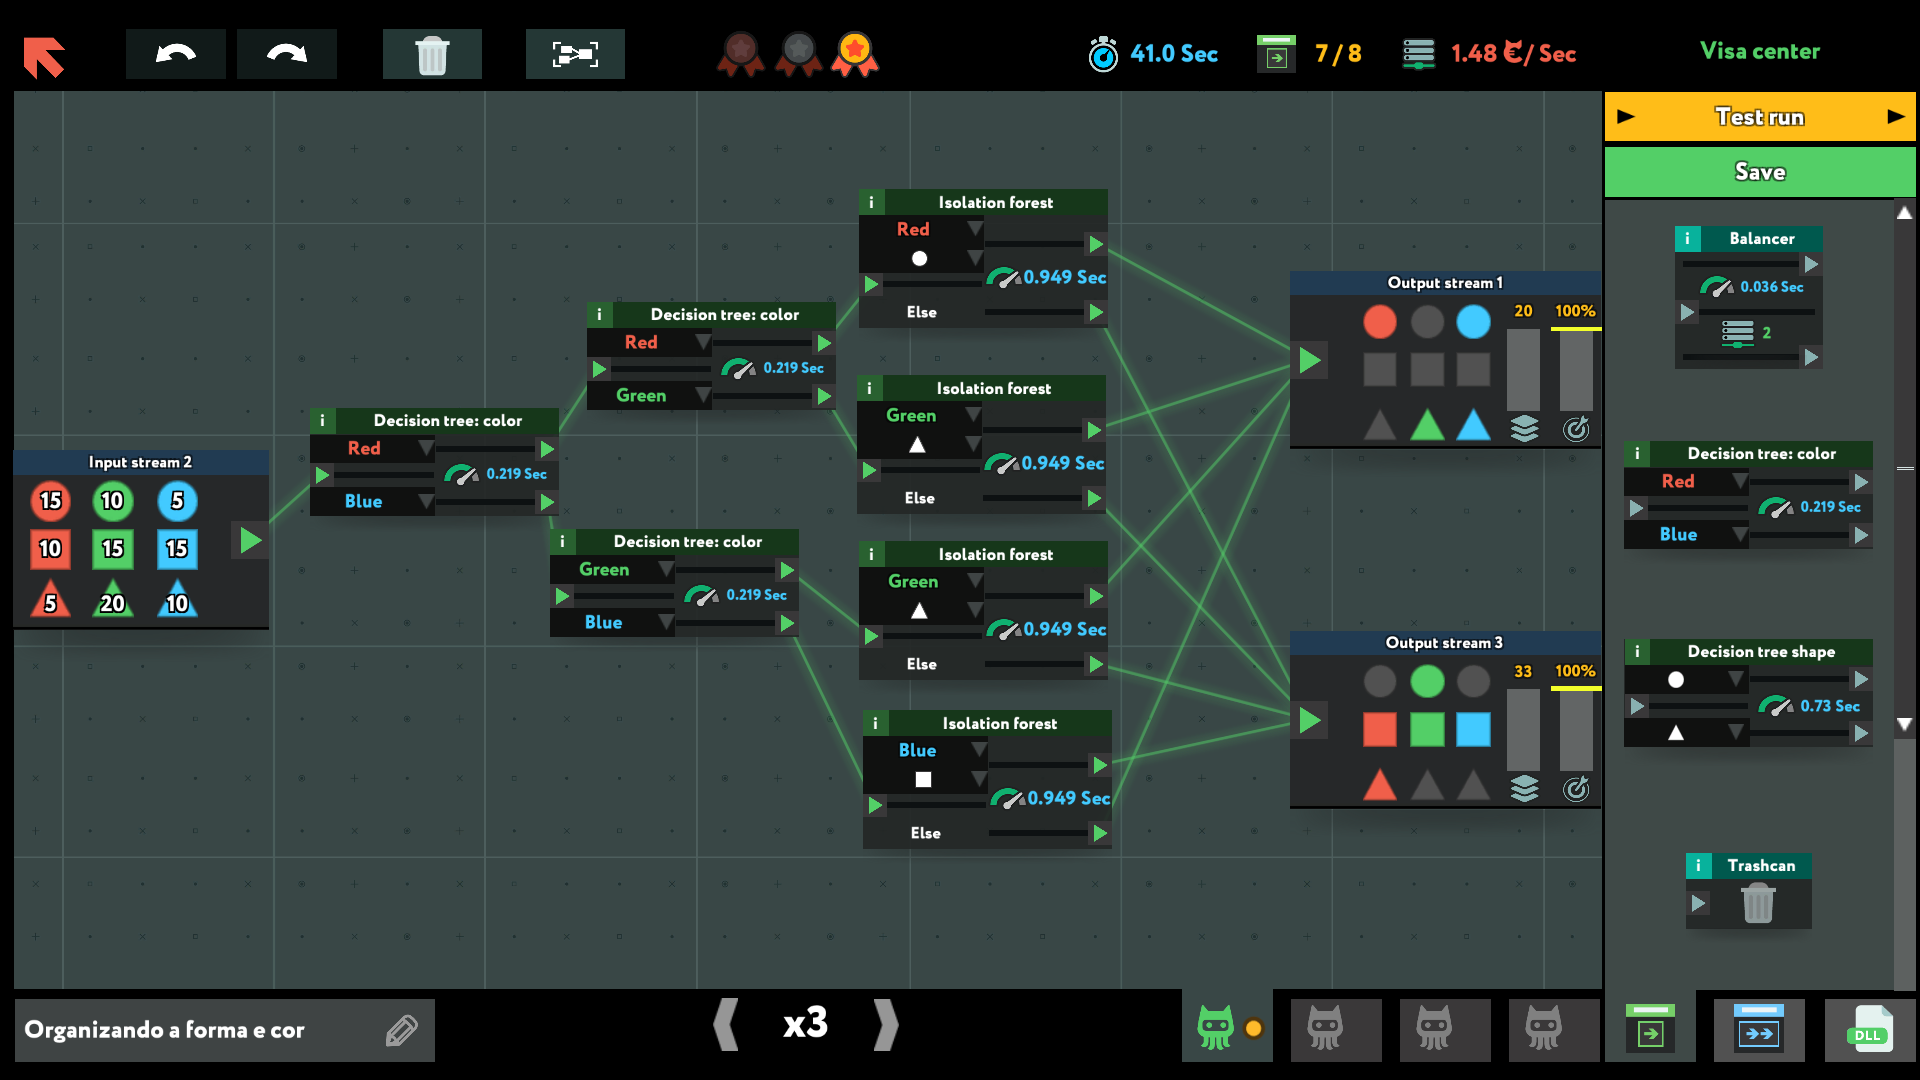 41.0 Sec
7 / 8
1.48 €/ Sec
Visa center
Test run
Save
i Isolation forest
Red
0.949 Sec
Else
i Decision tree: color
Red
0.219 Sec
Green
i Isolation forest
Green
0.949 Sec
Else
i Decision tree: color
Red
0.219 Sec
Blue
Input stream 2
15 10 5
10 15 15
5 20 10
i Decision tree: color
Green
0.219 Sec
Blue
i Isolation forest
Green
0.949 Sec
Else
i Isolation forest
Blue
0.949 Sec
Else
Output stream 1
20 100%
Output stream 3
33 100%
i Balancer
0.036 Sec
2
i Decision tree: color
Red
0.219 Sec
Blue
i Decision tree shape
0.73 Sec
i Trashcan
Organizando a forma e cor
x3
DLL